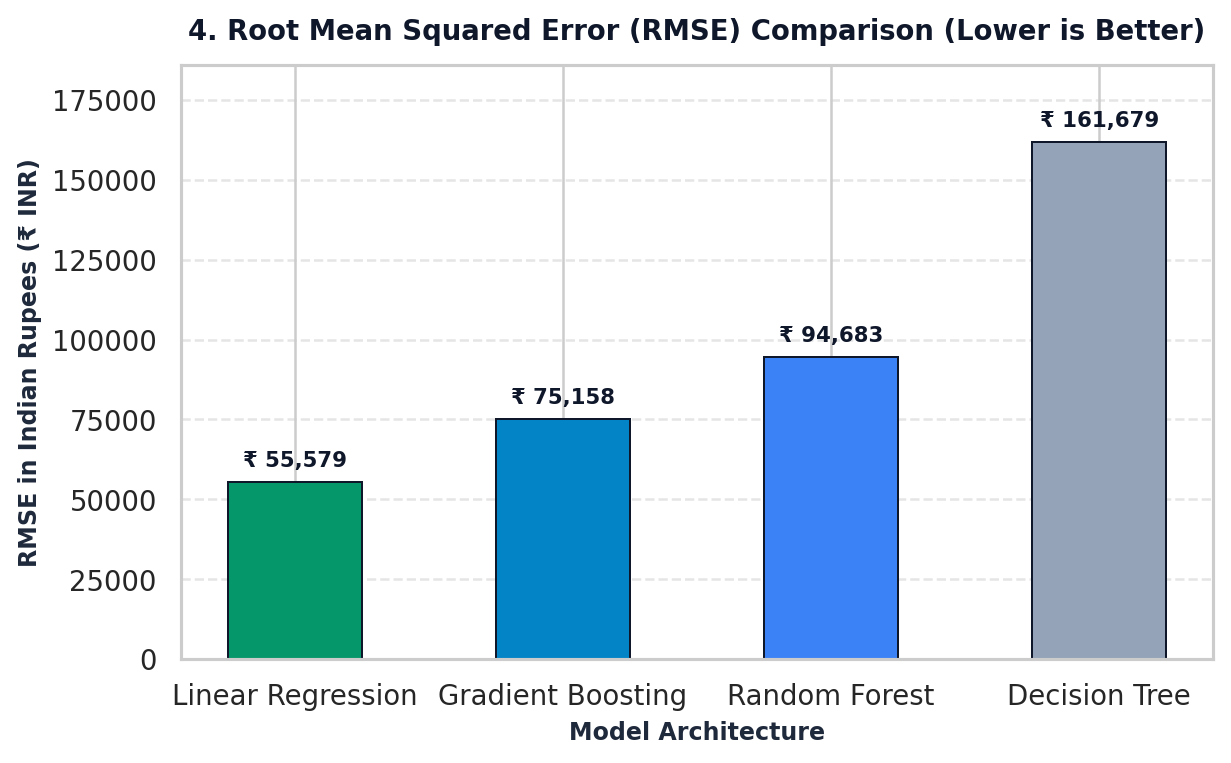 4. Root Mean Squared Error (RMSE) Comparison (Lower is Better)
RMSE in Indian Rupees (₹ INR)
175000
150000
125000
100000
75000
50000
25000
0
₹ 55,579
₹ 75,158
₹ 94,683
₹ 161,679
Linear Regression
Gradient Boosting
Random Forest
Decision Tree
Model Architecture